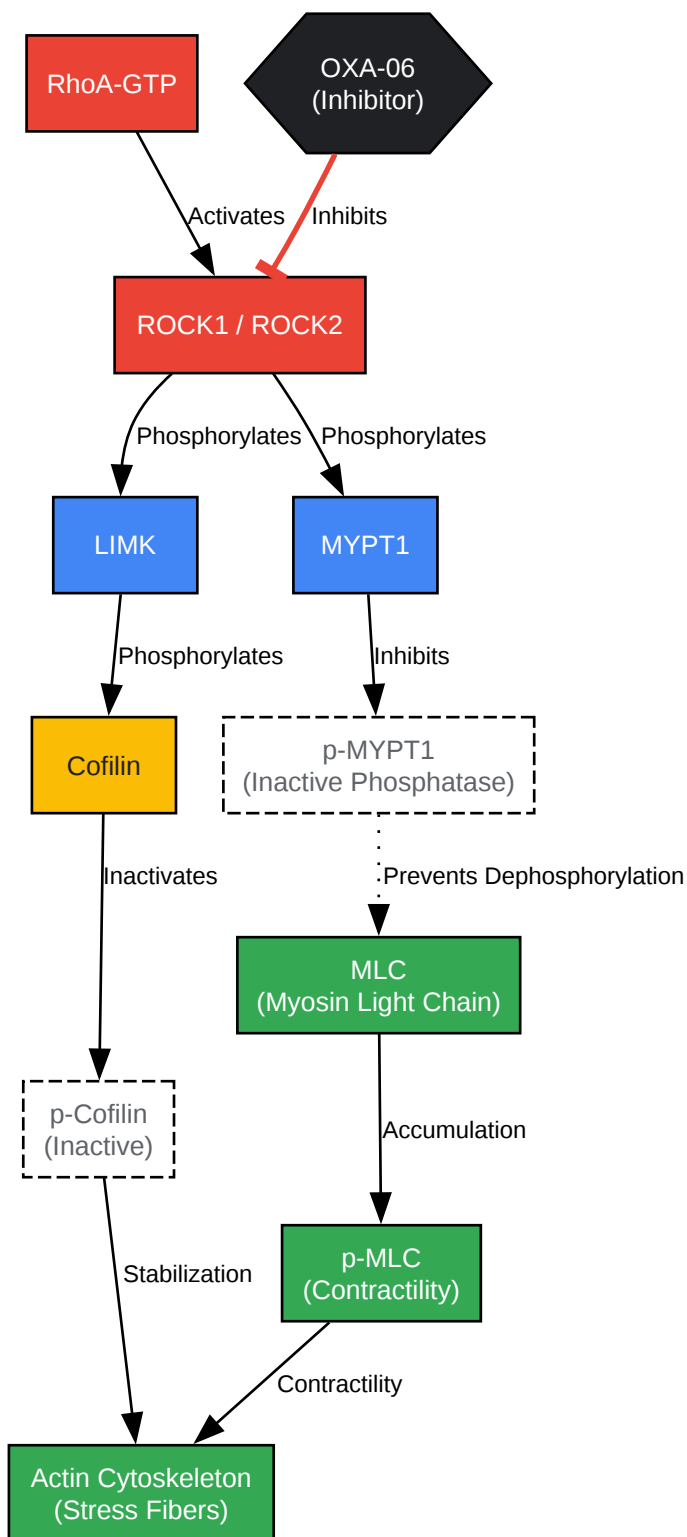 RhoA-GTP
OXA-06
(Inhibitor)
Activates
Inhibits
ROCK1 / ROCK2
Phosphorylates
Phosphorylates
LIMK
MYPT1
Phosphorylates
Inhibits
Cofilin
p-MYPT1
(Inactive Phosphatase)
Inactivates
Prevents Dephosphorylation
MLC
(Myosin Light Chain)
p-Cofilin
(Inactive)
Accumulation
Stabilization
p-MLC
(Contractility)
Contractility
Actin Cytoskeleton
(Stress Fibers)